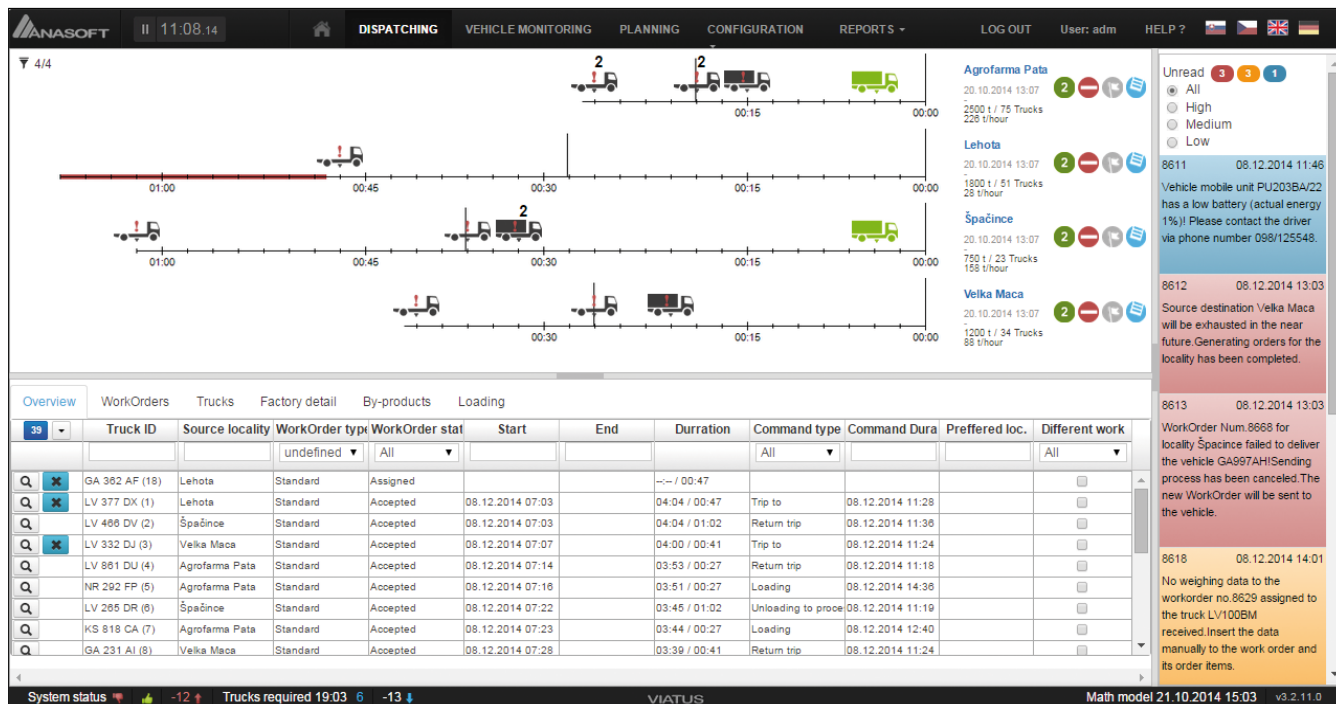 ANASOFT
11:08.14
DISPATCHING
VEHICLE MONITORING
PLANNING
CONFIGURATION
REPORTS
LOG OUT
User: adm
HELP ?
4/4
2 2
00:15 00:00
Agrofarma Pata
20.10.2014 13:07
-
2500 t / 75 Trucks
226 t/hour
2
01:00 00:45 00:30 00:15 00:00
Lehota
20.10.2014 13:07
-
1800 t / 51 Trucks
28 t/hour
2
2
01:00 00:45 00:30 00:15 00:00
Špačince
20.10.2014 13:07
-
750 t / 23 Trucks
158 t/hour
2
00:30 00:15 00:00
Velka Maca
20.10.2014 13:07
-
1200 t / 34 Trucks
88 t/hour
2
Unread 3 3 1
All
High
Medium
Low
8611 08.12.2014 11:46
Vehicle mobile unit PU203BA/22
has a low battery (actual energy
1%)! Please contact the driver
via phone number 098/125548.
8612 08.12.2014 13:03
Source destination Velka Maca
will be exhausted in the near
future.Generating orders for the
locality has been completed.
8613 08.12.2014 13:03
WorkOrder Num.8668 for
locality Špacince failed to deliver
the vehicle GA997AH!Sending
process has been canceled.The
new WorkOrder will be sent to
the vehicle.
8618 08.12.2014 14:01
No weighing data to the
workorder no.8629 assigned to
the truck LV100BM
received.Insert the data
manually to the work order and
its order items.
Overview WorkOrders Trucks Factory detail By-products Loading
39 Truck ID Source locality WorkOrder type WorkOrder stat Start End Durration Command type Command Dura Preffered loc. Different work
undefined All All All
GA 362 AF (18) Lehota Standard Assigned --:-- / 00:47
LV 377 DX (1) Lehota Standard Accepted 08.12.2014 07:03 04:04 / 00:47 Trip to 08.12.2014 11:28
LV 466 DV (2) Špačince Standard Accepted 08.12.2014 07:03 04:04 / 01:02 Return trip 08.12.2014 11:36
LV 332 DJ (3) Velka Maca Standard Accepted 08.12.2014 07:07 04:00 / 00:41 Trip to 08.12.2014 11:24
LV 861 DU (4) Agrofarma Pata Standard Accepted 08.12.2014 07:14 03:53 / 00:27 Return trip 08.12.2014 11:18
NR 292 FP (5) Agrofarma Pata Standard Accepted 08.12.2014 07:16 03:51 / 00:27 Loading 08.12.2014 14:36
LV 265 DR (6) Špačince Standard Accepted 08.12.2014 07:22 03:45 / 01:02 Unloading to proce 08.12.2014 11:19
KS 818 CA (7) Agrofarma Pata Standard Accepted 08.12.2014 07:23 03:44 / 00:27 Loading 08.12.2014 12:40
GA 231 AI (8) Velka Maca Standard Accepted 08.12.2014 07:28 03:39 / 00:41 Return trip 08.12.2014 11:24
System status -12 Trucks required 19:03 6 -13 VIATUS Math model 21.10.2014 15:03 v3.2.11.0